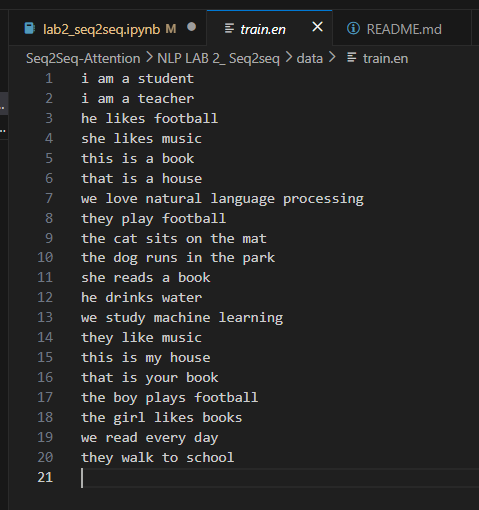 lab2_seq2seq.ipynb M train.en README.md
Seq2Seq-Attention > NLP LAB 2_ Seq2seq > data > train.en
1 i am a student
2 i am a teacher
3 he likes football
4 she likes music
5 this is a book
6 that is a house
7 we love natural language processing
8 they play football
9 the cat sits on the mat
10 the dog runs in the park
11 she reads a book
12 he drinks water
13 we study machine learning
14 they like music
15 this is my house
16 that is your book
17 the boy plays football
18 the girl likes books
19 we read every day
20 they walk to school
21